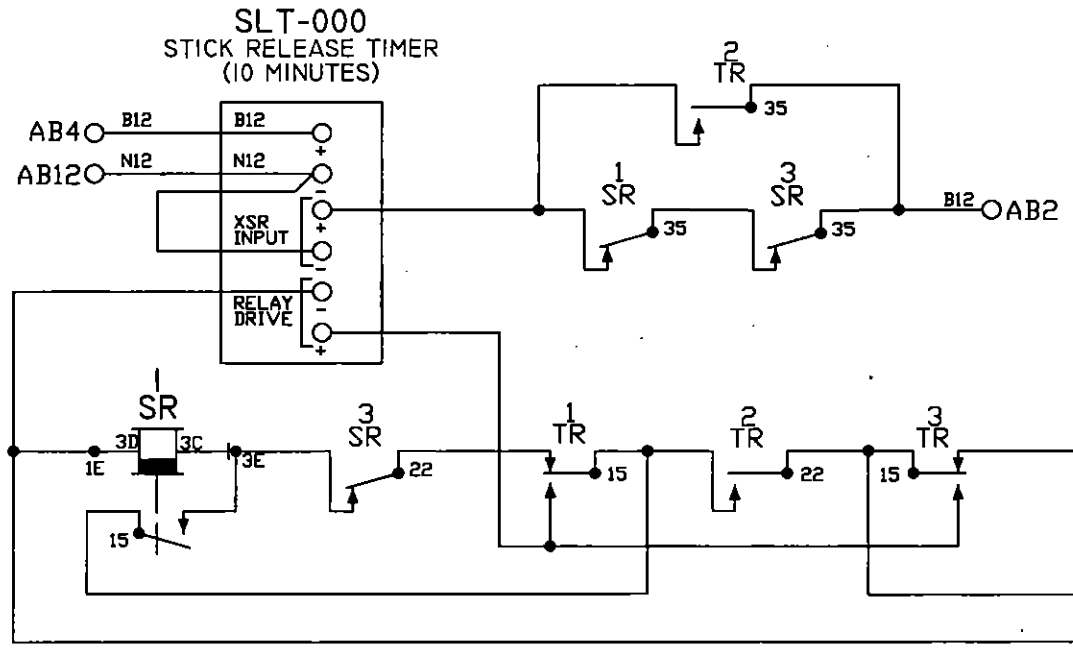 SLT-000
STICK RELEASE TIMER
(10 MINUTES)
2
TR
35
AB4 B12 B12 +
AB12 N12 N12 -
XSR
INPUT
+
-
1
SR
35
3
SR
35
B12 AB2
RELAY
DRIVE
-
+
1
SR
3D 3C
1E
3E
15
3
SR
22
1
TR
15
2
TR
22
3
TR
15